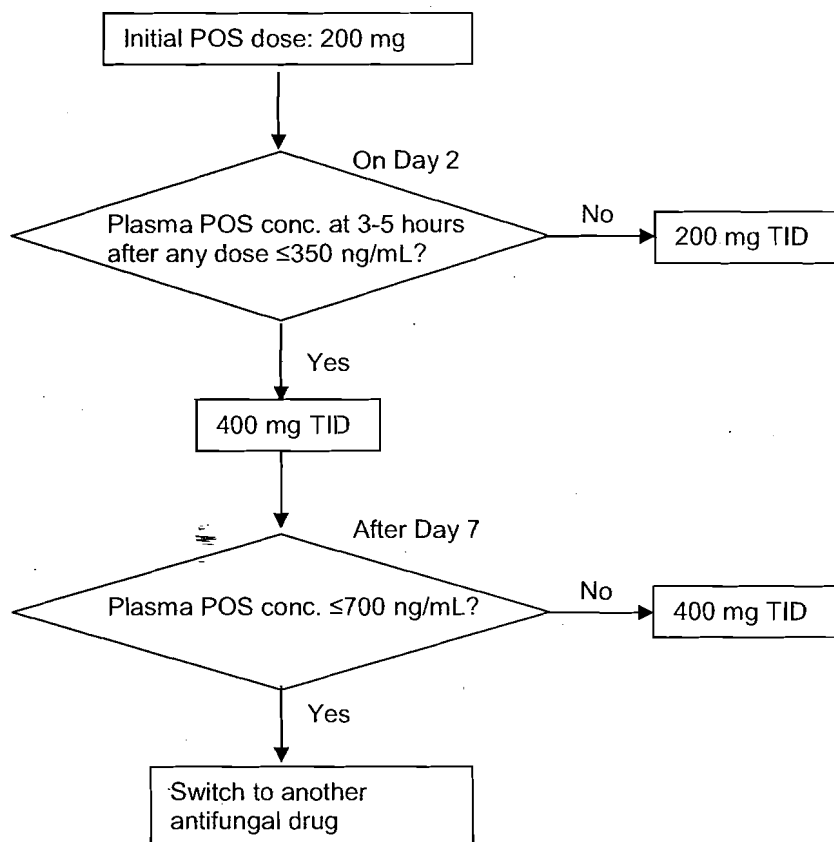 Initial POS dose: 200 mg
On Day 2
Plasma POS conc. at 3-5 hours
after any dose ≤350 ng/mL?
No
200 mg TID
Yes
400 mg TID
After Day 7
Plasma POS conc. ≤700 ng/mL?
No
400 mg TID
Yes
Switch to another
antifungal drug